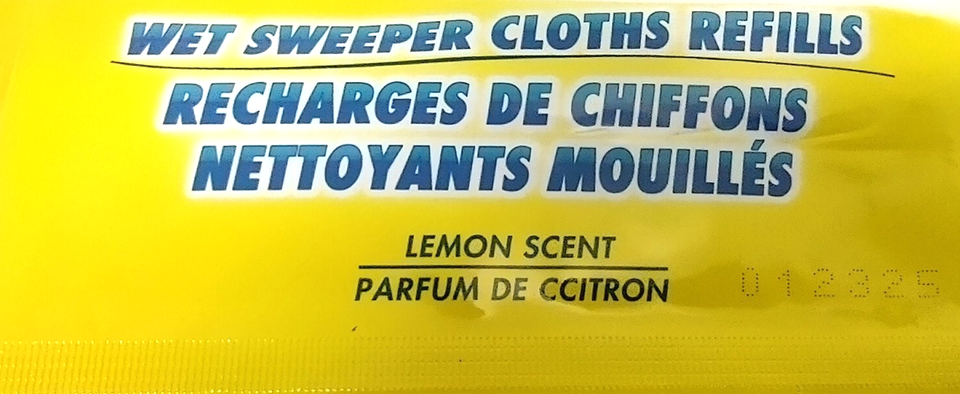 WET SWEEPER CLOTHS REFILLS
RECHARGES DE CHIFFONS
NETTOYANTS MOUILLÉS
LEMON SCENT
PARFUM DE CCITRON
012325